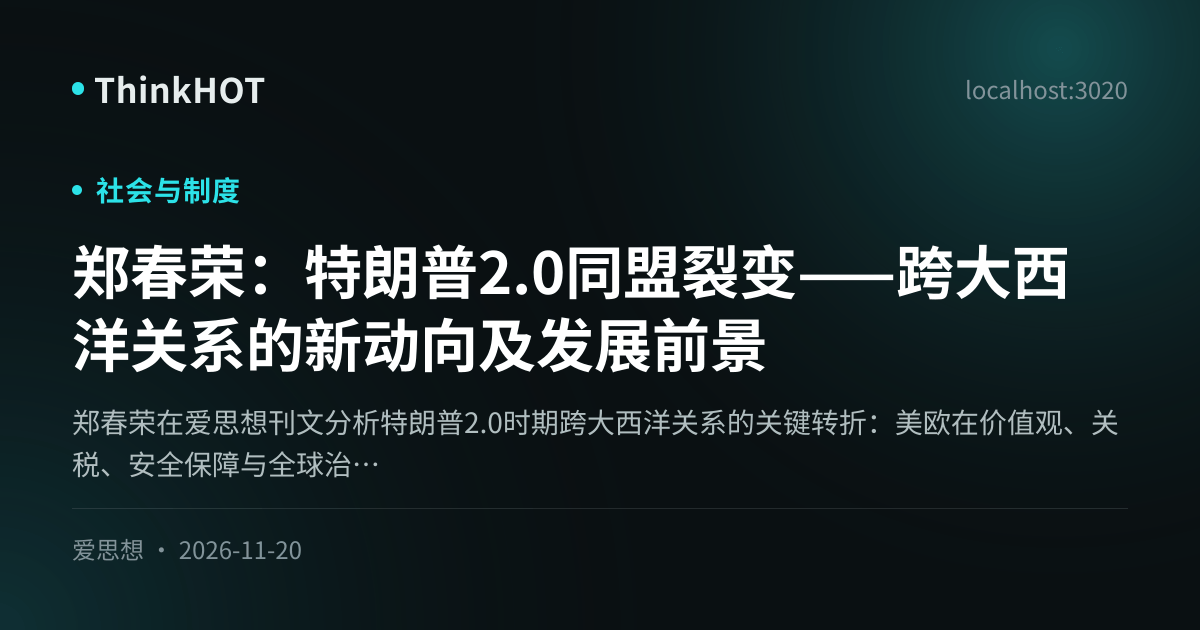 ThinkHOT
localhost:3020
社会与制度
郑春荣：特朗普2.0同盟裂变——跨大西
洋关系的新动向及发展前景
郑春荣在爱思想刊文分析特朗普2.0时期跨大西洋关系的关键转折：美欧在价值观、关
税、安全保障与全球治…
爱思想 • 2026-11-20